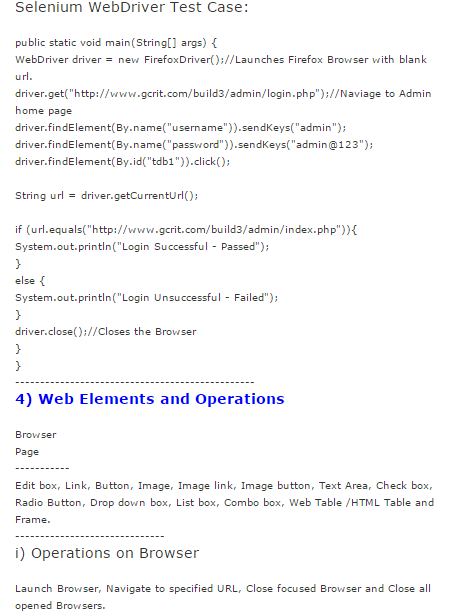 Selenium WebDriver Test Case:
public static void main(String[] args) {
WebDriver driver = new FirefoxDriver();//Launches Firefox Browser with blank
url.
driver.get("http://www.gcrit.com/build3/admin/login.php");//Naviage to Admin
home page
driver.findElement(By.name("username")).sendKeys("admin");
driver.findElement(By.name("password")).sendKeys("admin@123");
driver.findElement(By.id("tdb1")).click();
String url = driver.getCurrentUrl();
if (url.equals("http://www.gcrit.com/build3/admin/index.php")){
System.out.println("Login Successful - Passed");
}
else {
System.out.println("Login Unsuccessful - Failed");
}
driver.close();//Closes the Browser
}
}
------------------------------------------------
4) Web Elements and Operations
Browser
Page
-----------
Edit box, Link, Button, Image, Image link, Image button, Text Area, Check box,
Radio Button, Drop down box, List box, Combo box, Web Table /HTML Table and
Frame.
------------------------------
i) Operations on Browser
Launch Browser, Navigate to specified URL, Close focused Browser and Close all
opened Browsers.